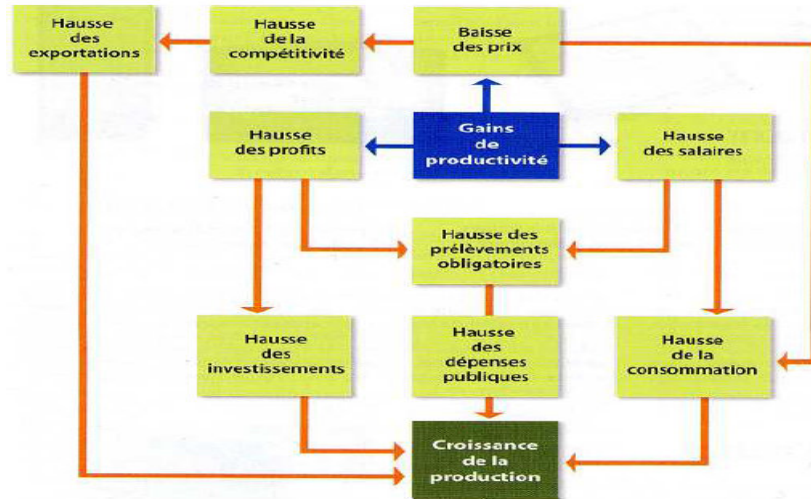 Hausse
des
exportations
Hausse
de la
compétitivité
Baisse
des prix
Hausse
des profits
Gains
de
productivité
Hausse
des salaires
Hausse des
prélèvements
obligatoires
Hausse
des
investissements
Hausse
des
dépenses
publiques
Hausse
de la
consommation
Croissance
de la
production